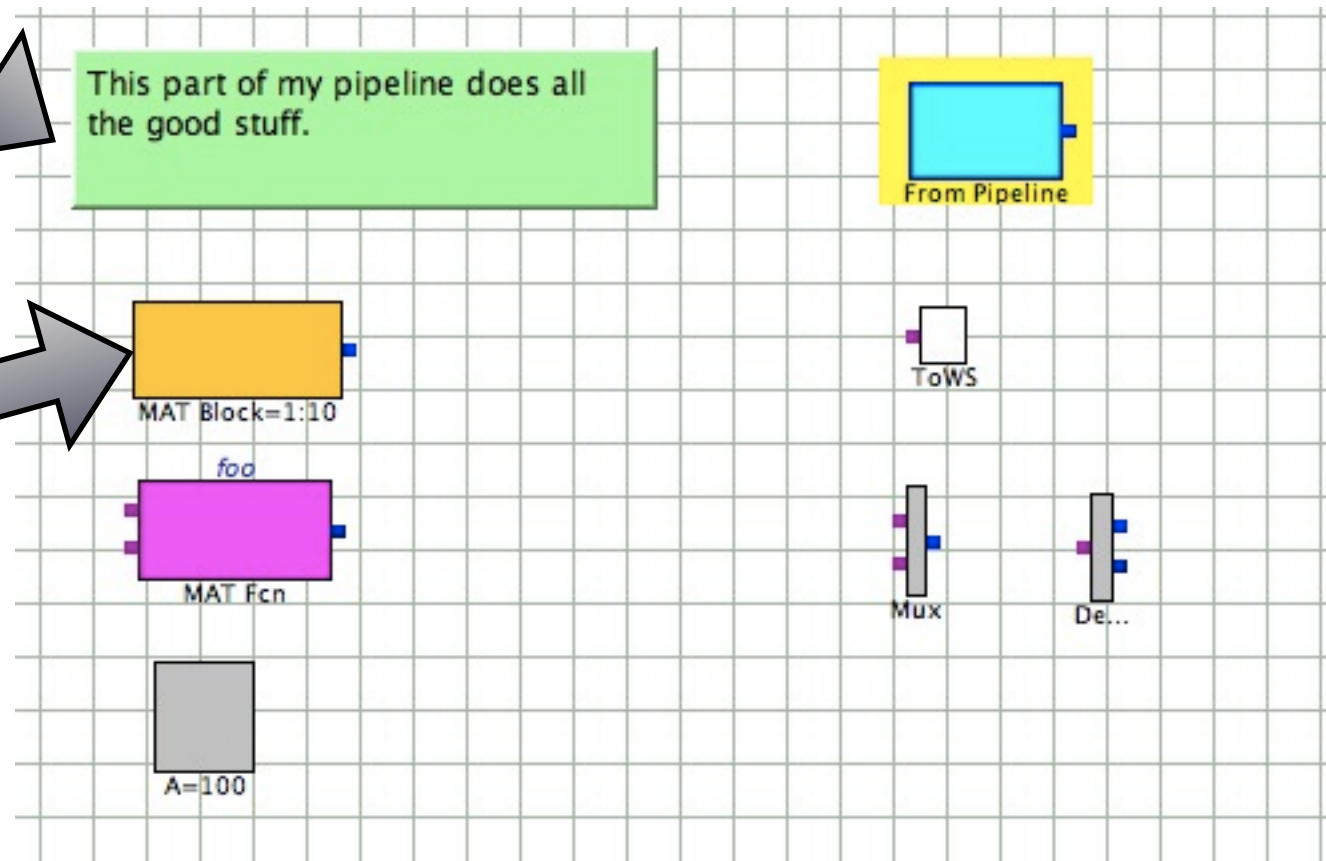 This part of my pipeline does all
the good stuff.
From Pipeline
MAT Block=1:10
ToWS
foo
MAT Fcn
Mux
De...
A=100